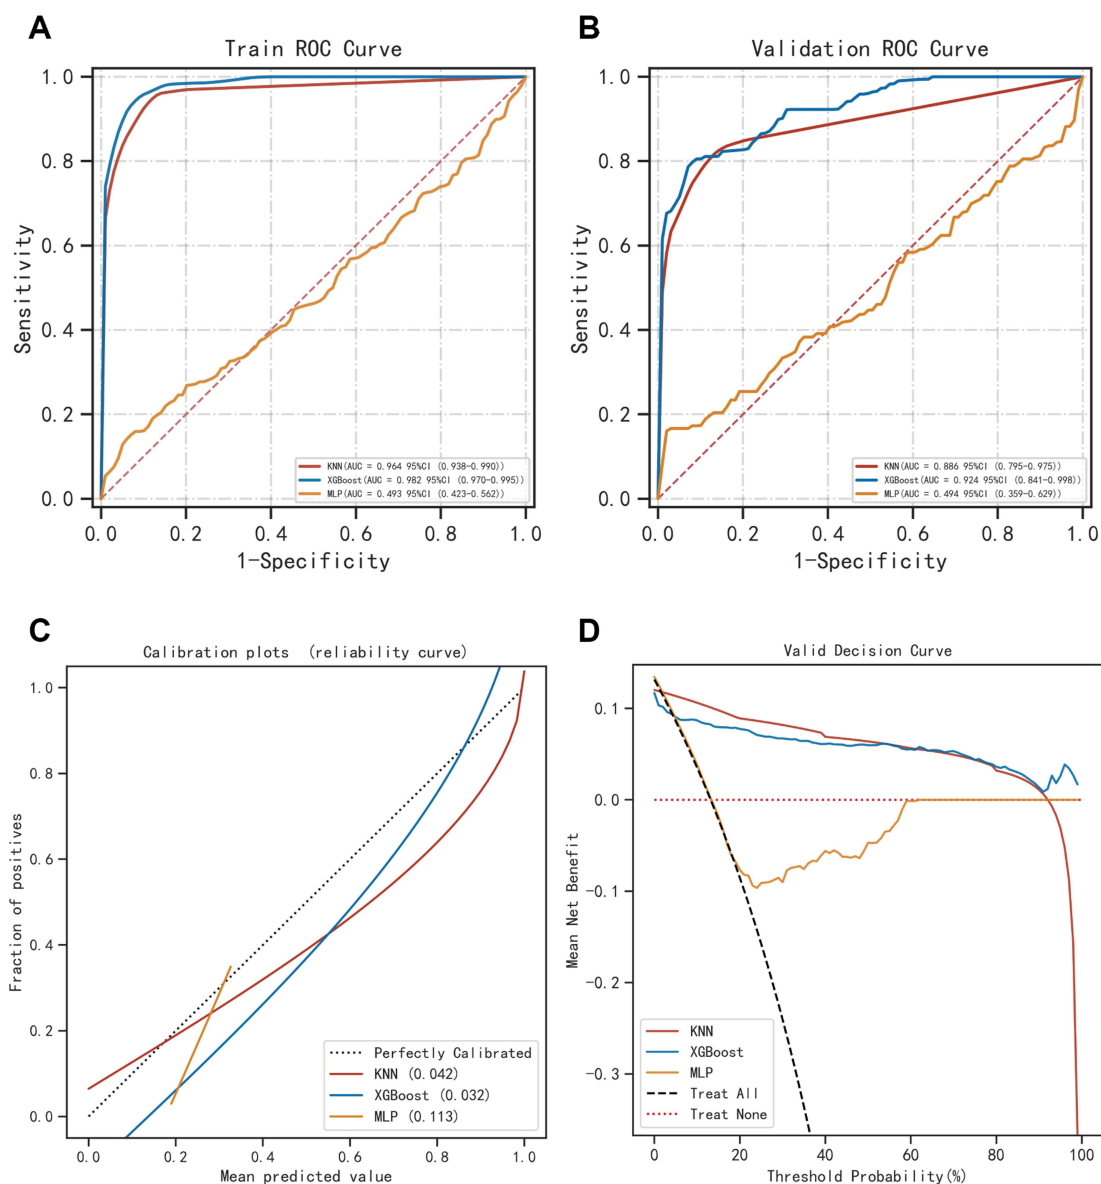 A
Train ROC Curve
Sensitivity
1.0
0.8
0.6
0.4
0.2
0.0
KNN(AUC = 0.964 95%CI (0.938-0.990))
XGBoost(AUC = 0.982 95%CI (0.970-0.995))
MLP(AUC = 0.493 95%CI (0.423-0.562))
0.0 0.2 0.4 0.6 0.8 1.0
1-Specificity
B
Validation ROC Curve
Sensitivity
1.0
0.8
0.6
0.4
0.2
0.0
KNN(AUC = 0.886 95%CI (0.795-0.975))
XGBoost(AUC = 0.924 95%CI (0.841-0.998))
MLP(AUC = 0.494 95%CI (0.359-0.629))
0.0 0.2 0.4 0.6 0.8 1.0
1-Specificity
C
Calibration plots (reliability curve)
Fraction of positives
1.0
0.8
0.6
0.4
0.2
0.0
Perfectly Calibrated
KNN (0.042)
XGBoost (0.032)
MLP (0.113)
0.0 0.2 0.4 0.6 0.8 1.0
Mean predicted value
D
Valid Decision Curve
Mean Net Benefit
0.1
0.0
-0.1
-0.2
-0.3
KNN
XGBoost
MLP
Treat All
Treat None
0 20 40 60 80 100
Threshold Probability(%)